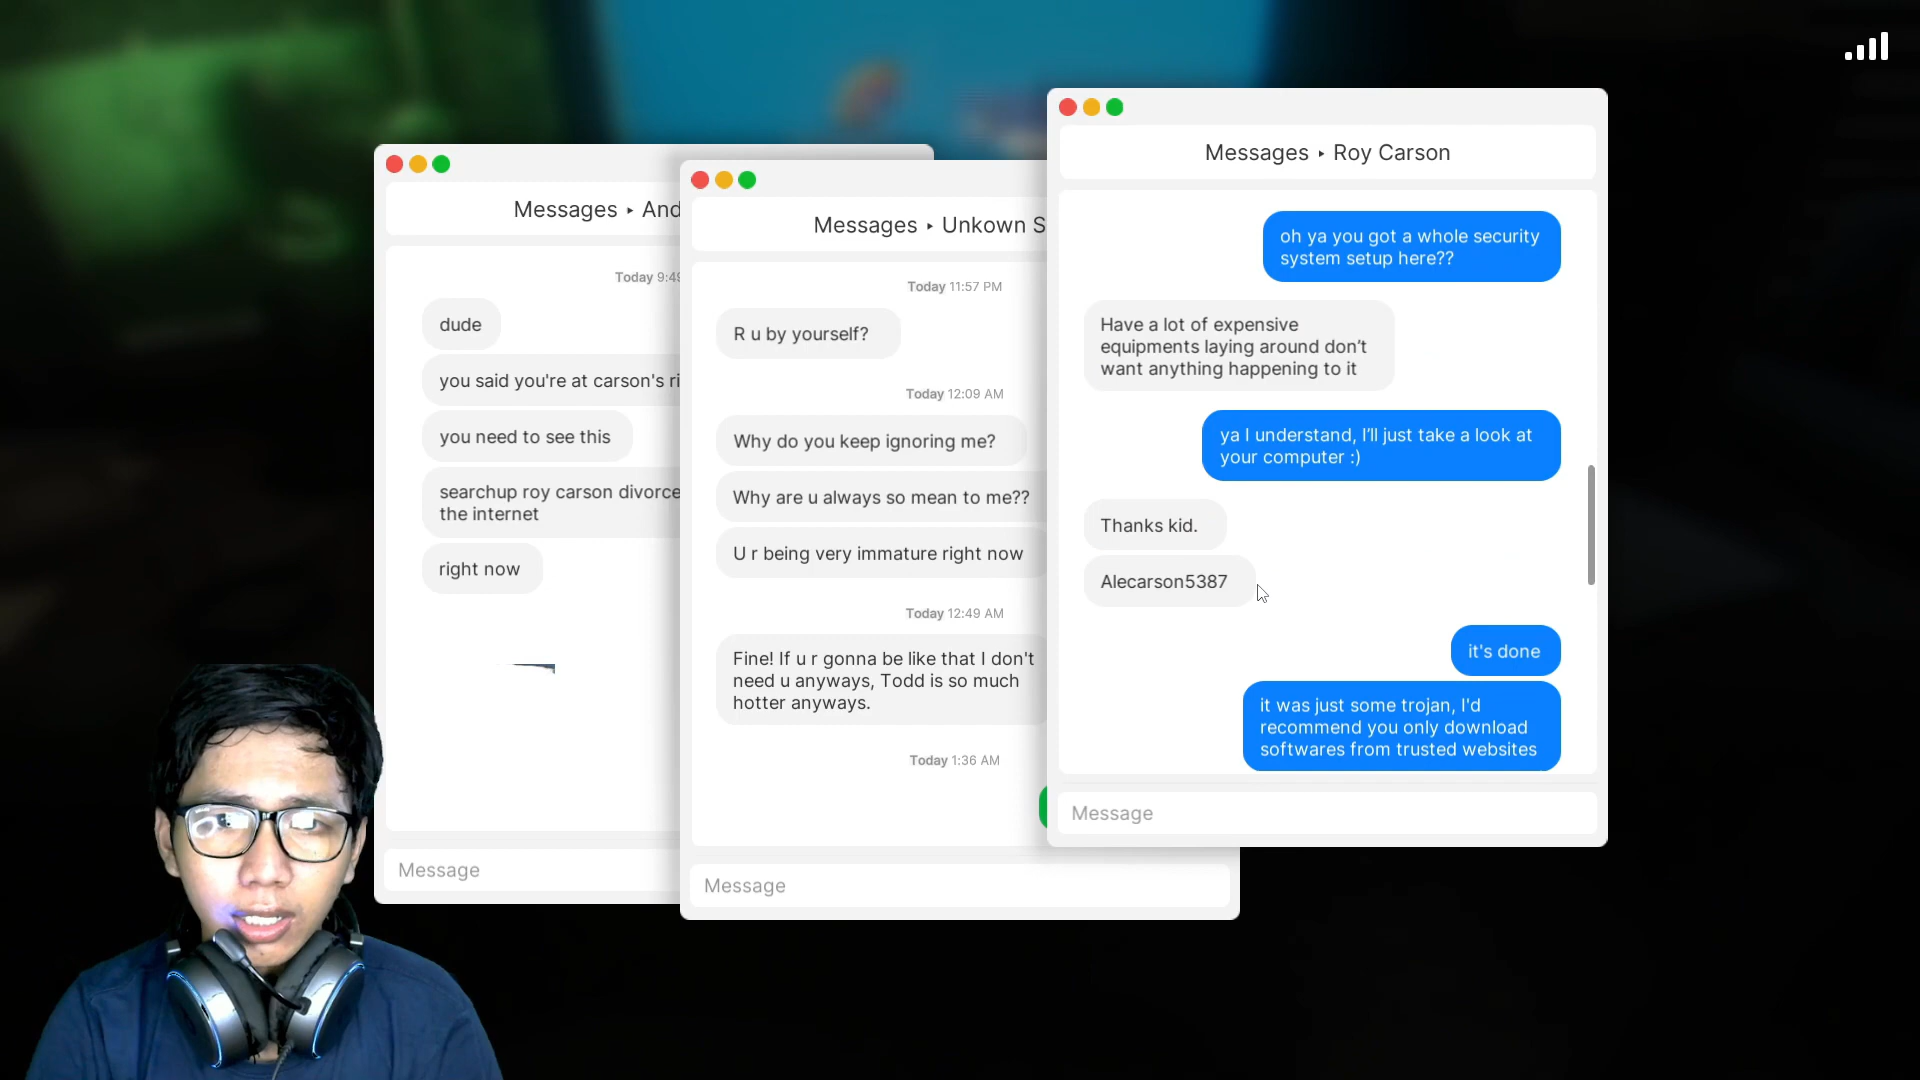 Messages ‣ And
Today 9:49
dude
you said you're at carson's ri
you need to see this
searchup roy carson divorce
the internet
right now
Message
Messages ‣ Unkown S
Today 11:57 PM
R u by yourself?
Today 12:09 AM
Why do you keep ignoring me?
Why are u always so mean to me??
U r being very immature right now
Today 12:49 AM
Fine! If u r gonna be like that I don't
need u anyways, Todd is so much
hotter anyways.
Today 1:36 AM
Message
Messages ‣ Roy Carson
oh ya you got a whole security
system setup here??
Have a lot of expensive
equipments laying around don't
want anything happening to it
ya I understand, I'll just take a look at
your computer :)
Thanks kid.
Alecarson5387
it's done
it was just some trojan, I'd
recommend you only download
softwares from trusted websites
Message